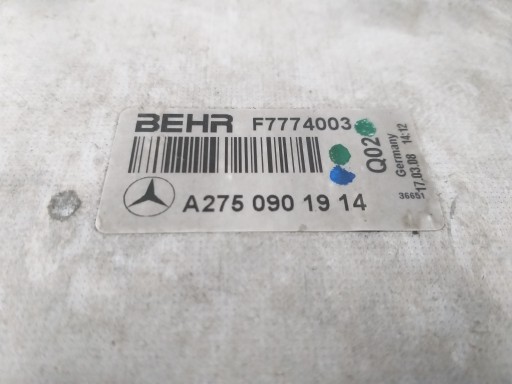 BEHR F7774003
A275 090 19 14
Q02
Germany
17.03.08 14:12
36651